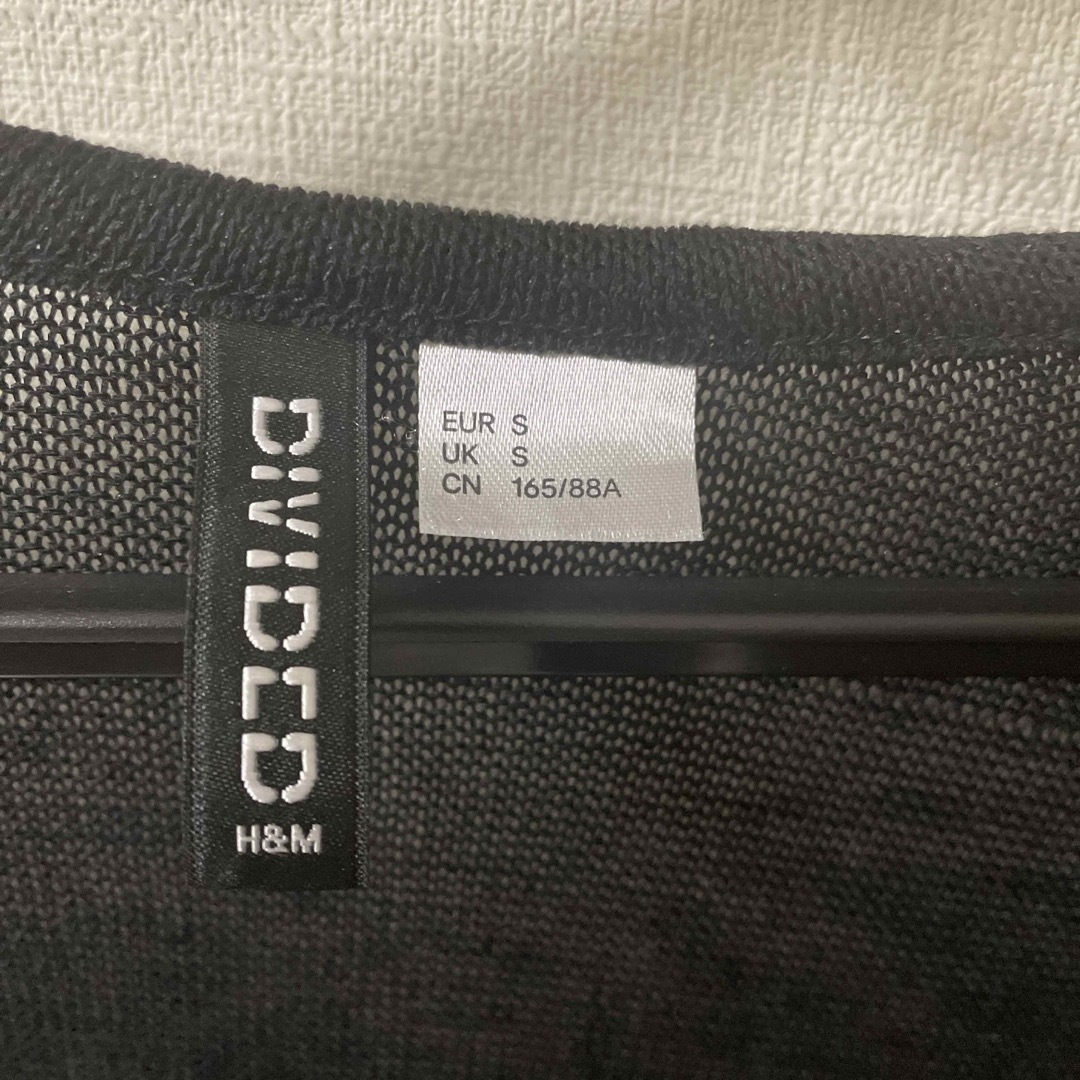 DIVIDED
H&M
EUR S
UK S
CN 165/88A